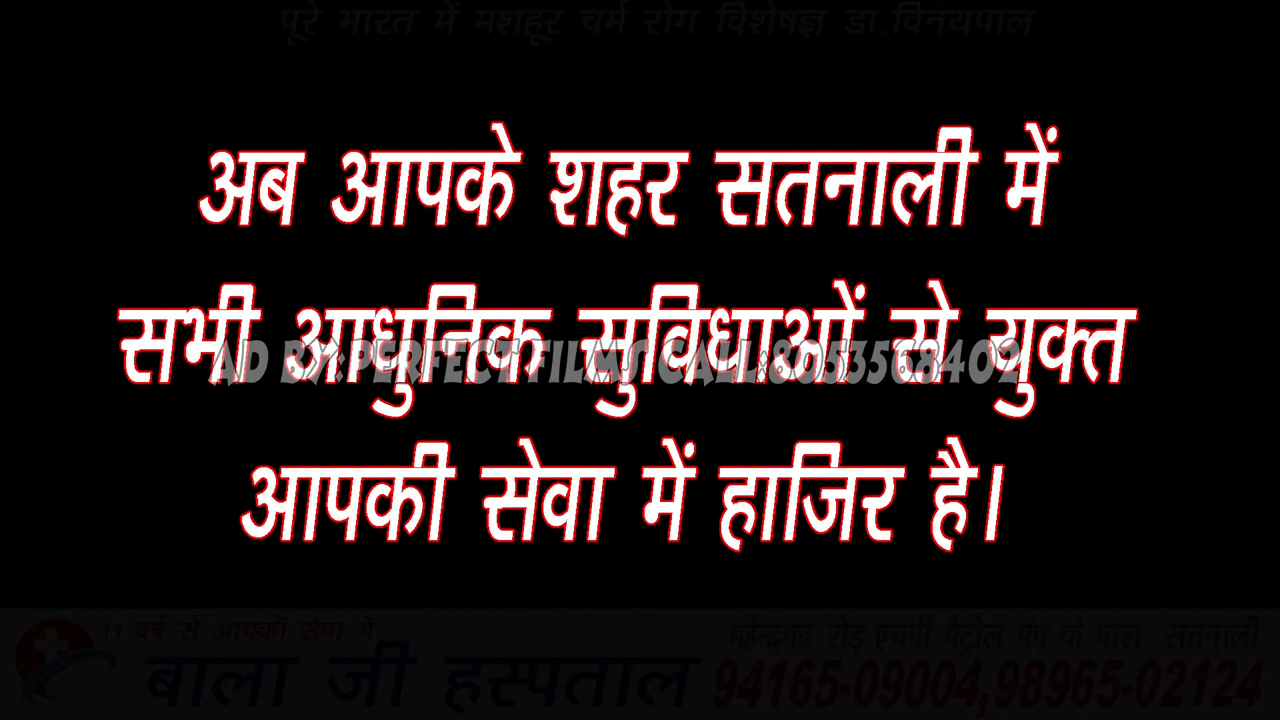 पूरे भारत में मशहूर चर्म रोग विशेषज्ञ डा.विनयपाल
अब आपके शहर सतनाली में
सभी आधुनिक सुविधाओं से युक्त
AD BY:PERFECT FILMS CALL:8053568402
आपकी सेवा में हाजिर है।
11 वर्ष से आपकी सेवा में
बाला जी हस्पताल
महेन्द्रगढ रोड़ एचपी पैट्रोल पंप के पास, सतनाली
94165-09004,98965-02124